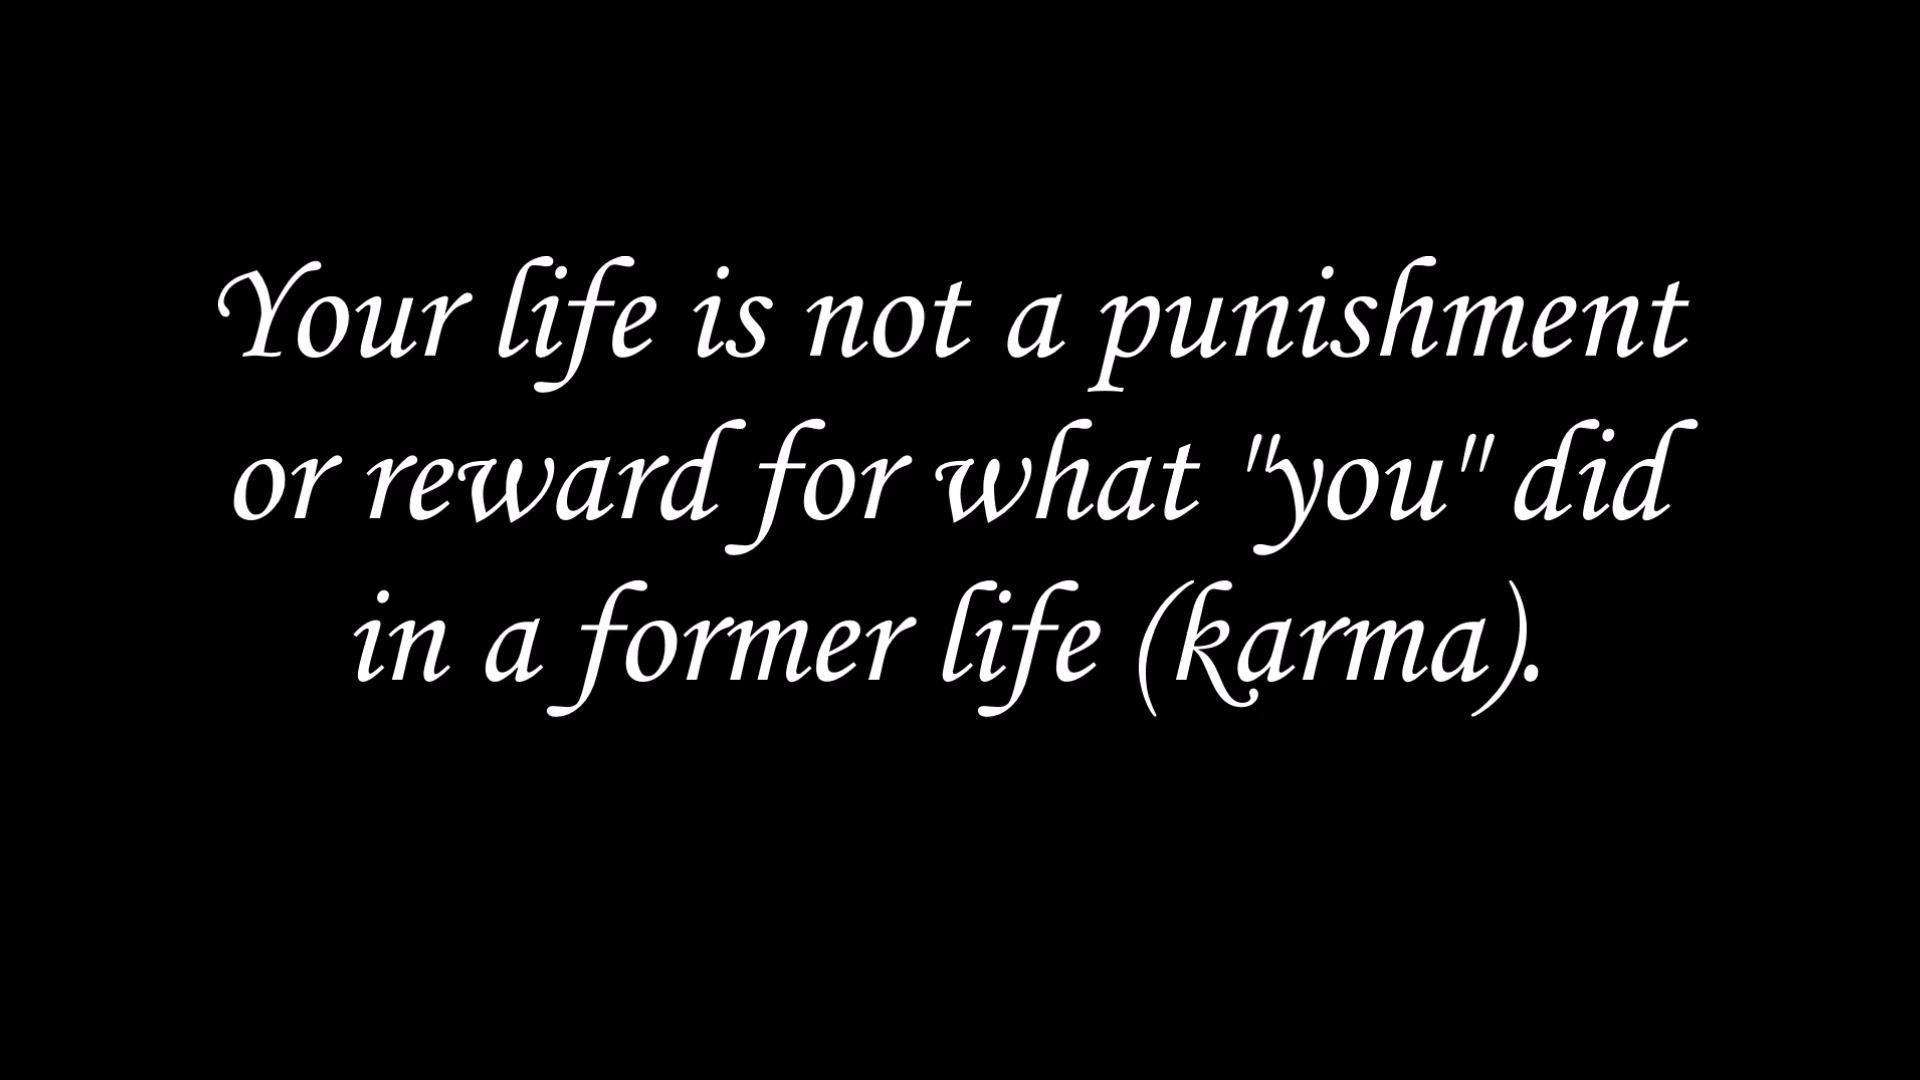 Your life is not a punishment
or reward for what "you" did
in a former life (karma).